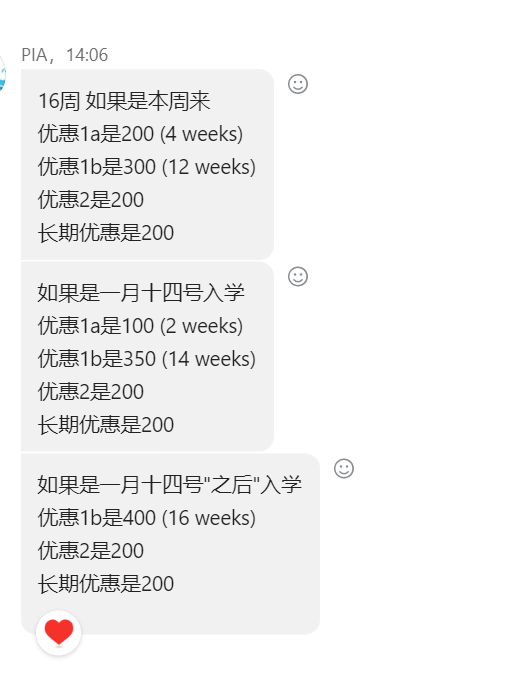 PIA，14:06
16周 如果是本周来
优惠1a是200 (4 weeks)
优惠1b是300 (12 weeks)
优惠2是200
长期优惠是200
如果是一月十四号入学
优惠1a是100 (2 weeks)
优惠1b是350 (14 weeks)
优惠2是200
长期优惠是200
如果是一月十四号"之后"入学
优惠1b是400 (16 weeks)
优惠2是200
长期优惠是200